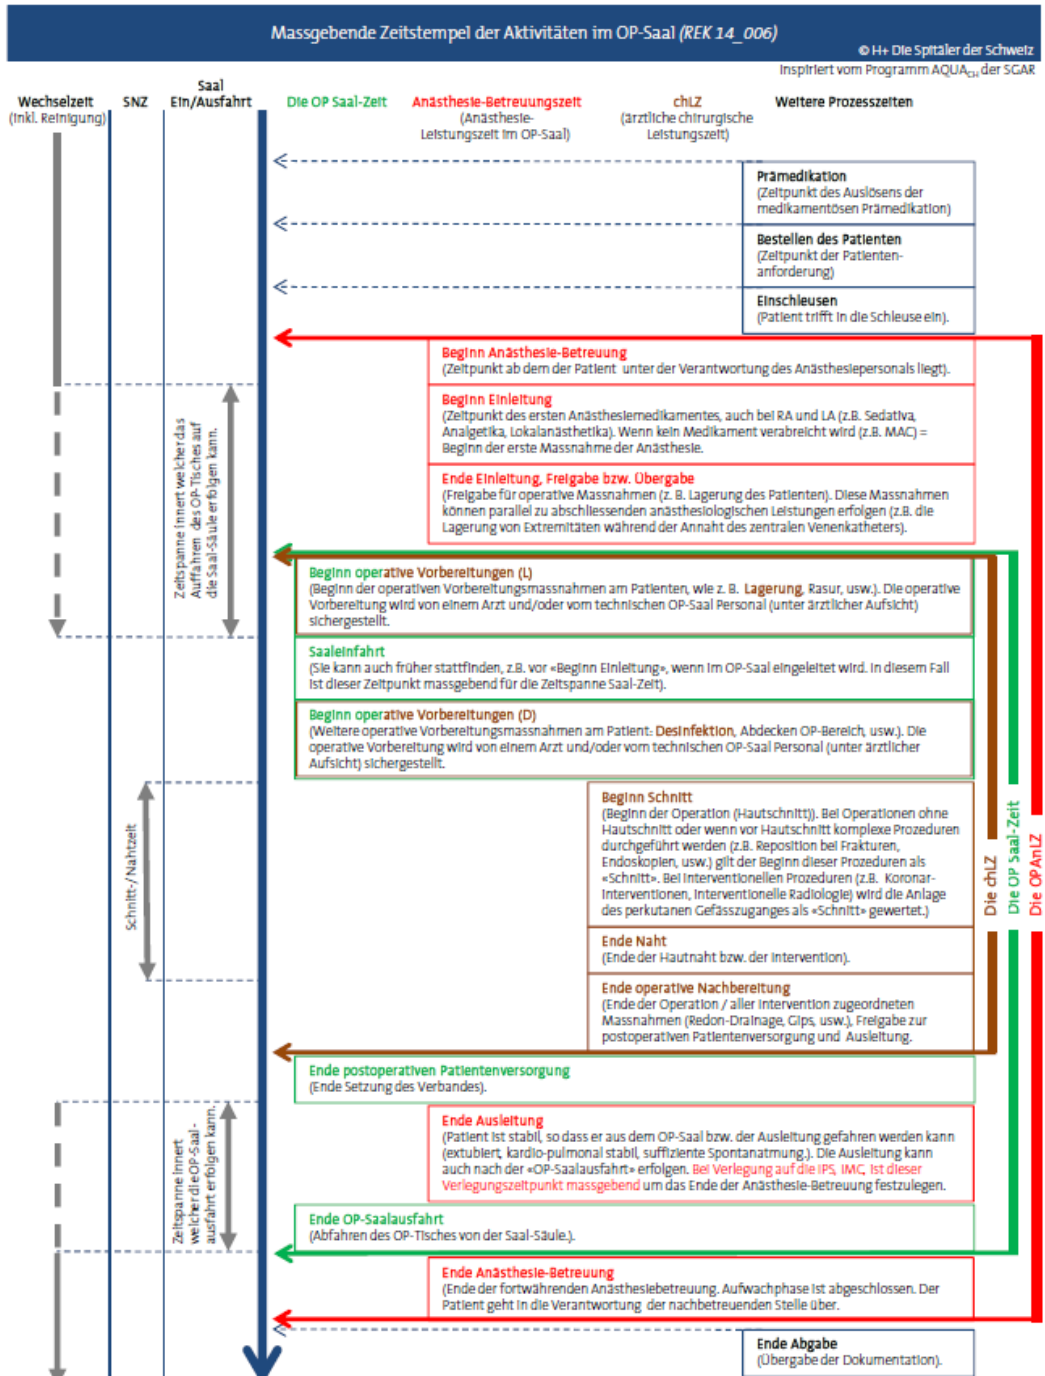 Massgebende Zeitstempel der Aktivitäten im OP-Saal (REK 14_006)
© H+ Die Spitäler der Schweiz
Inspiriert vom Programm AQUA CH der SGAR
Wechselzeit
(inkl. Reinigung)
SNZ
Saal
Ein/Ausfahrt
Die OP Saal-Zeit
Anästhesie-Betreuungszeit
(Anästhesie-
Leistungszeit im OP-Saal)
chLZ
(ärztliche chirurgische
Leistungszeit)
Weitere Prozesszeiten
Prämedikation
(Zeitpunkt des Auslösens der
medikamentösen Prämedikation)
Bestellen des Patienten
(Zeitpunkt der Patienten-
anforderung)
Einschleusen
(Patient trifft in die Schleuse ein).
Beginn Anästhesie-Betreuung
(Zeitpunkt ab dem der Patient unter der Verantwortung des Anästhesiepersonals liegt).
Beginn Einleitung
(Zeitpunkt des ersten Anästhesiemedikamentes, auch bei RA und LA (z.B. Sedativa,
Analgetika, Lokalanästhetika). Wenn kein Medikament verabreicht wird (z.B. MAC) =
Beginn der erste Massnahme der Anästhesie.
Ende Einleitung, Freigabe bzw. Übergabe
(Freigabe für operative Massnahmen (z. B. Lagerung des Patienten). Diese Massnahmen
können parallel zu abschliessenden anästhesiologischen Leistungen erfolgen (z.B. die
Lagerung von Extremitäten während der Annaht des zentralen Venenkatheters).
Zeitspanne innert welcher das
Auffahren des OP-Tisches auf
die Saal-Säule erfolgen kann.
Beginn operative Vorbereitungen (L)
(Beginn der operativen Vorbereitungsmassnahmen am Patienten, wie z. B. Lagerung, Rasur, usw.). Die operative
Vorbereitung wird von einem Arzt und/oder vom technischen OP-Saal Personal (unter ärztlicher Aufsicht)
sichergestellt.
Saaleinfahrt
(Sie kann auch früher stattfinden, z.B. vor «Beginn Einleitung», wenn im OP-Saal eingeleitet wird. In diesem Fall
ist dieser Zeitpunkt massgebend für die Zeitspanne Saal-Zeit).
Beginn operative Vorbereitungen (D)
(Weitere operative Vorbereitungsmassnahmen am Patient: Desinfektion, Abdecken OP-Bereich, usw.). Die
operative Vorbereitung wird von einem Arzt und/oder vom technischen OP-Saal Personal (unter ärztlicher
Aufsicht) sichergestellt.
Schnitt-/ Nahtzeit
Beginn Schnitt
(Beginn der Operation (Hautschnitt)). Bei Operationen ohne
Hautschnitt oder wenn vor Hautschnitt komplexe Prozeduren
durchgeführt werden (z.B. Reposition bei Frakturen,
Endoskopien, usw.) gilt der Beginn dieser Prozeduren als
«Schnitt». Bei Interventionellen Prozeduren (z.B. Koronar-
Interventionen, Interventionelle Radiologie) wird die Anlage
des perkutanen Gefässzuganges als «Schnitt» gewertet.)
Die chLZ
Die OP Saal-Zeit
Die OPAnLZ
Ende Naht
(Ende der Hautnaht bzw. der Intervention).
Ende operative Nachbereitung
(Ende der Operation / aller Intervention zugeordneten
Massnahmen (Redon-Drainage, Gips, usw.), Freigabe zur
postoperativen Patientenversorgung und Ausleitung.
Ende postoperativen Patientenversorgung
(Ende Setzung des Verbandes).
Zeitspanne innert
welcher die OP-Saal-
ausfahrt erfolgen kann.
Ende Ausleitung
(Patient ist stabil, so dass er aus dem OP-Saal bzw. der Ausleitung gefahren werden kann
(extubiert, kardio-pulmonal stabil, suffiziente Spontanatmung.). Die Ausleitung kann
auch nach der «OP-Saalausfahrt» erfolgen. Bei Verlegung auf die IPS, IMC, ist dieser
Verlegungszeitpunkt massgebend um das Ende der Anästhesie-Betreuung festzulegen.
Ende OP-Saalausfahrt
(Abfahren des OP-Tisches von der Saal-Säule.).
Ende Anästhesie-Betreuung
(Ende der fortwährenden Anästhesiebetreuung. Aufwachphase ist abgeschlossen. Der
Patient geht in die Verantwortung der nachbetreuenden Stelle über.
Ende Abgabe
(Übergabe der Dokumentation).